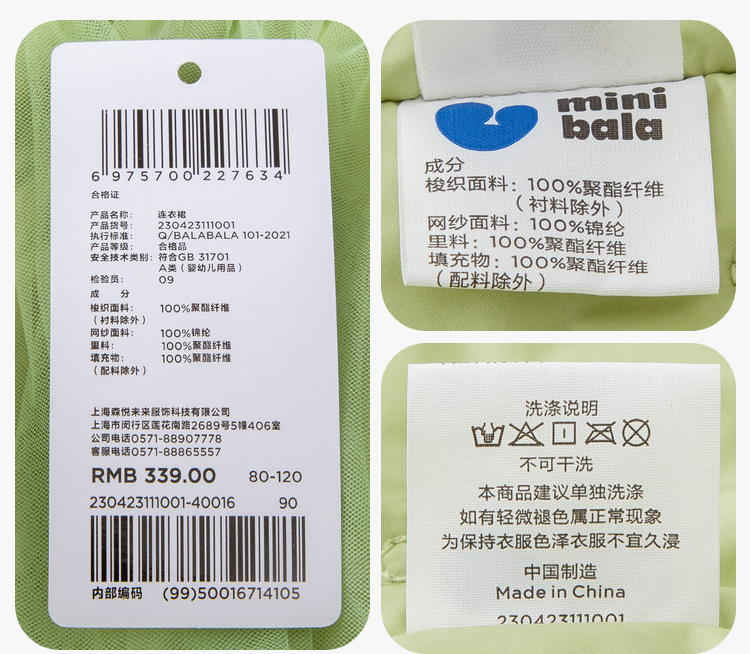 6 975700 227634
合格证
产品名称： 连衣裙
产品货号： 230423111001
执行标准： Q/BALABALA 101-2021
产品等级： 合格品
安全技术类别：符合GB 31701
A类（婴幼儿用品）
检验员： 09
成 分
梭织面料： 100%聚酯纤维
（衬料除外）
网纱面料： 100%锦纶
里料： 100%聚酯纤维
填充物： 100%聚酯纤维
（配料除外）
上海森悦未来服饰科技有限公司
上海市闵行区莲花南路2689号5幢406室
公司电话0571-88907778
客服电话0571-88865557
RMB 339.00 80-120
230423111001-40016 90
内部编码 (99)50016714105
mini
bala
成分
梭织面料：100%聚酯纤维
（衬料除外）
网纱面料：100%锦纶
里料：100%聚酯纤维
填充物：100%聚酯纤维
（配料除外）
洗涤说明
不可干洗
本商品建议单独洗涤
如有轻微褪色属正常现象
为保持衣服色泽衣服不宜久浸
中国制造
Made in China
230423111001